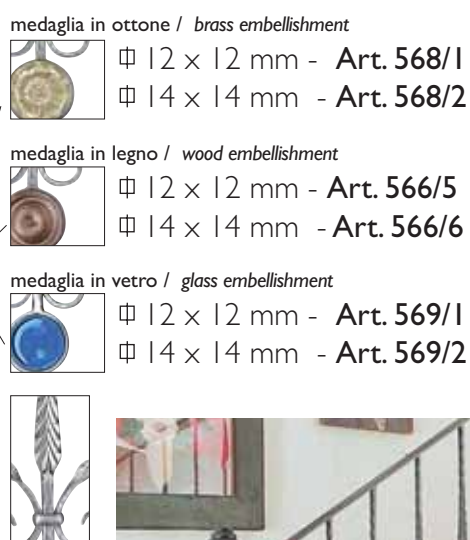 medaglia in ottone / brass embellishment
⌷ 12 x 12 mm - Art. 568/1
⌷ 14 x 14 mm - Art. 568/2
medaglia in legno / wood embellishment
⌷ 12 x 12 mm - Art. 566/5
⌷ 14 x 14 mm - Art. 566/6
medaglia in vetro / glass embellishment
⌷ 12 x 12 mm - Art. 569/1
⌷ 14 x 14 mm - Art. 569/2